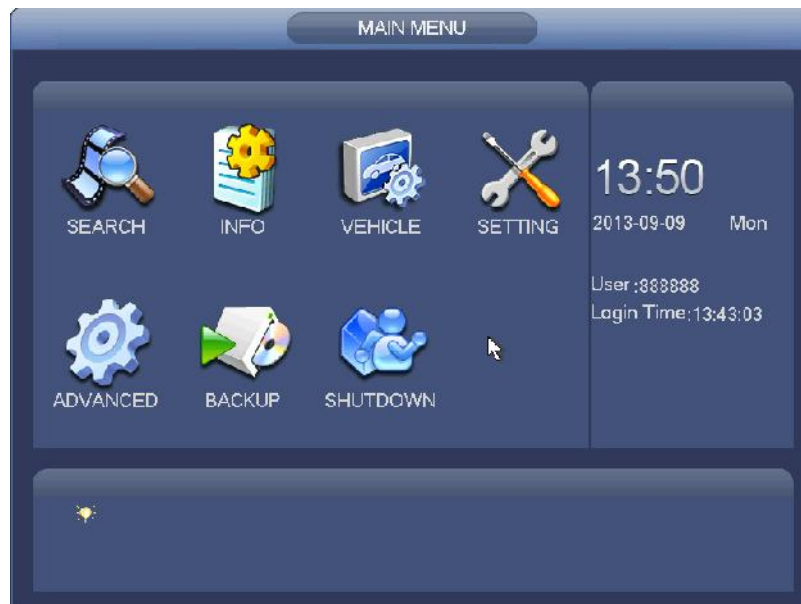 MAIN MENU
SEARCH INFO VEHICLE SETTING
ADVANCED BACKUP SHUTDOWN
13:50
2013-09-09 Mon
User:888888
Login Time:13:43:03